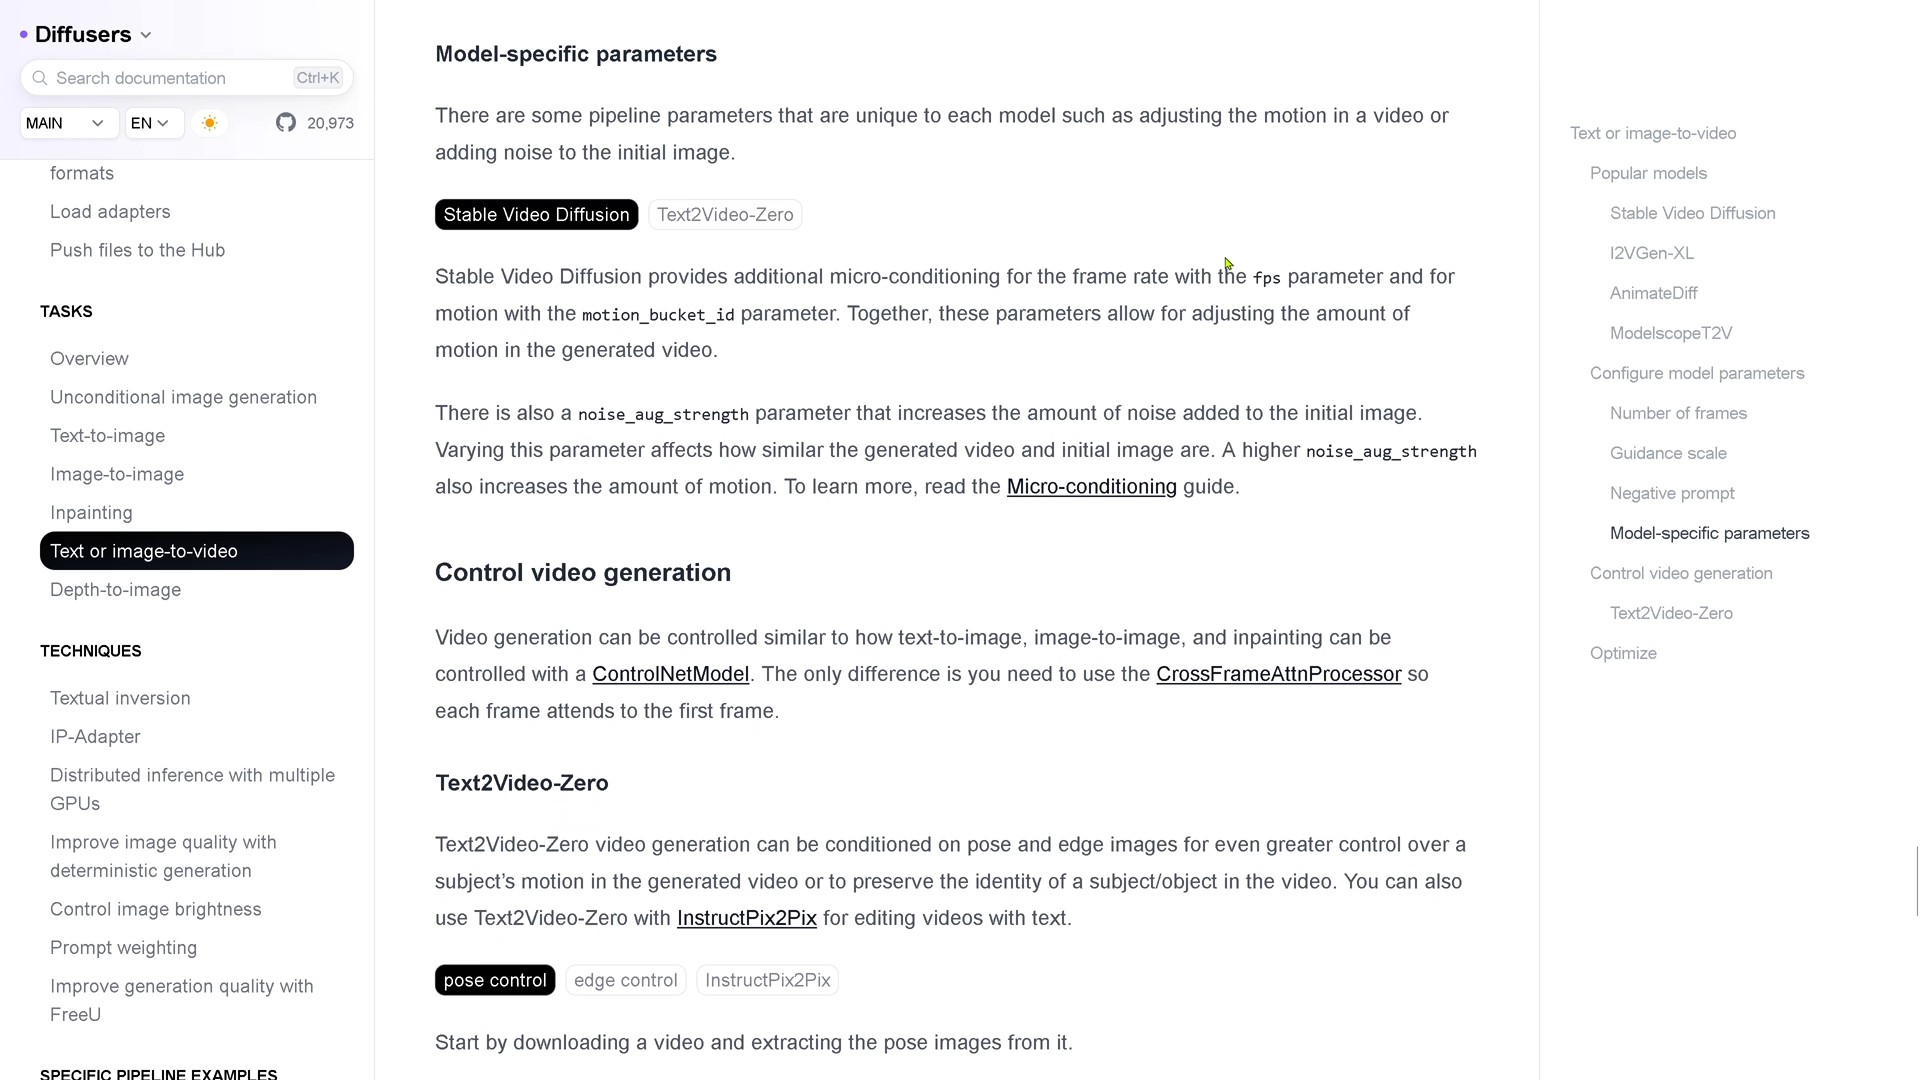 Diffusers
Search documentation Ctrl+K
MAIN EN 20,973
formats
Load adapters
Push files to the Hub
TASKS
Overview
Unconditional image generation
Text-to-image
Image-to-image
Inpainting
Text or image-to-video
Depth-to-image
TECHNIQUES
Textual inversion
IP-Adapter
Distributed inference with multiple
GPUs
Improve image quality with
deterministic generation
Control image brightness
Prompt weighting
Improve generation quality with
FreeU
SPECIFIC PIPELINE EXAMPLES
Model-specific parameters
There are some pipeline parameters that are unique to each model such as adjusting the motion in a video or
adding noise to the initial image.
Stable Video Diffusion Text2Video-Zero
Stable Video Diffusion provides additional micro-conditioning for the frame rate with the fps parameter and for
motion with the motion_bucket_id parameter. Together, these parameters allow for adjusting the amount of
motion in the generated video.
There is also a noise_aug_strength parameter that increases the amount of noise added to the initial image.
Varying this parameter affects how similar the generated video and initial image are. A higher noise_aug_strength
also increases the amount of motion. To learn more, read the Micro-conditioning guide.
Control video generation
Video generation can be controlled similar to how text-to-image, image-to-image, and inpainting can be
controlled with a ControlNetModel. The only difference is you need to use the CrossFrameAttnProcessor so
each frame attends to the first frame.
Text2Video-Zero
Text2Video-Zero video generation can be conditioned on pose and edge images for even greater control over a
subject’s motion in the generated video or to preserve the identity of a subject/object in the video. You can also
use Text2Video-Zero with InstructPix2Pix for editing videos with text.
pose control edge control InstructPix2Pix
Start by downloading a video and extracting the pose images from it.
Text or image-to-video
Popular models
Stable Video Diffusion
I2VGen-XL
AnimateDiff
ModelscopeT2V
Configure model parameters
Number of frames
Guidance scale
Negative prompt
Model-specific parameters
Control video generation
Text2Video-Zero
Optimize